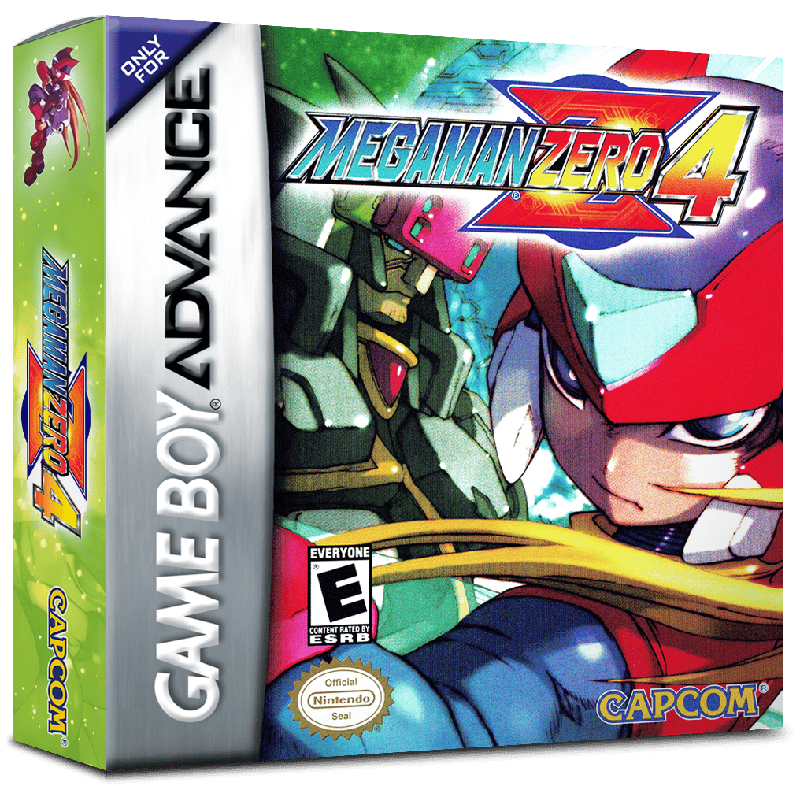 MEGAMAN ZERO 4
CAPCOM®
ONLY
FOR
GAME BOY® ADVANCE
MEGAMAN ZERO 4
®
EVERYONE
E
CONTENT RATED BY
ESRB
Official
Nintendo
Seal
CAPCOM®